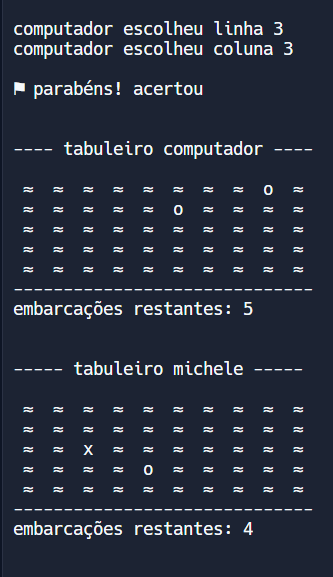 computador escolheu linha 3
computador escolheu coluna 3
⚑ parabéns! acertou
---- tabuleiro computador ----
≈ ≈ ≈ ≈ ≈ ≈ ≈ ≈ o ≈
≈ ≈ ≈ ≈ ≈ o ≈ ≈ ≈ ≈
≈ ≈ ≈ ≈ ≈ ≈ ≈ ≈ ≈ ≈
≈ ≈ ≈ ≈ ≈ ≈ ≈ ≈ ≈ ≈
≈ ≈ ≈ ≈ ≈ ≈ ≈ ≈ ≈ ≈
------------------------------
embarcações restantes: 5
----- tabuleiro michele -----
≈ ≈ ≈ ≈ ≈ ≈ ≈ ≈ ≈ ≈
≈ ≈ ≈ ≈ ≈ ≈ ≈ ≈ ≈ ≈
≈ ≈ x ≈ ≈ ≈ ≈ ≈ ≈ ≈
≈ ≈ ≈ ≈ o ≈ ≈ ≈ ≈ ≈
≈ ≈ ≈ ≈ ≈ ≈ ≈ ≈ ≈ ≈
------------------------------
embarcações restantes: 4